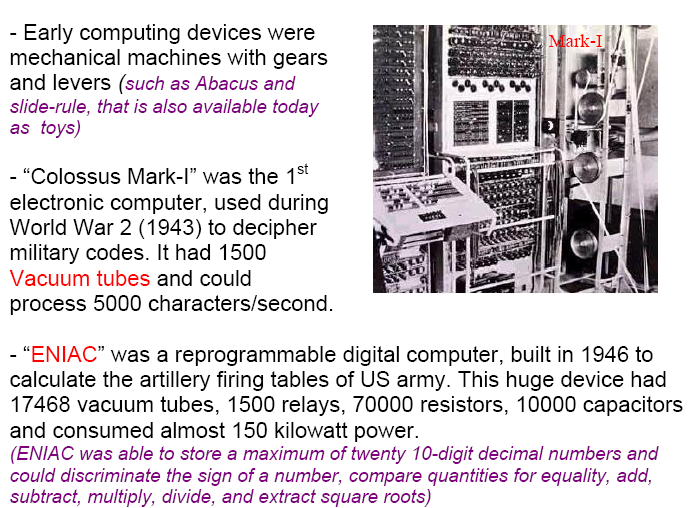 - Early computing devices were
mechanical machines with gears
and levers (such as Abacus and
slide-rule, that is also available today
as toys)
Mark-I
- “Colossus Mark-I” was the 1st
electronic computer, used during
World War 2 (1943) to decipher
military codes. It had 1500
Vacuum tubes and could
process 5000 characters/second.
- “ENIAC” was a reprogrammable digital computer, built in 1946 to
calculate the artillery firing tables of US army. This huge device had
17468 vacuum tubes, 1500 relays, 70000 resistors, 10000 capacitors
and consumed almost 150 kilowatt power.
(ENIAC was able to store a maximum of twenty 10-digit decimal numbers and
could discriminate the sign of a number, compare quantities for equality, add,
subtract, multiply, divide, and extract square roots)